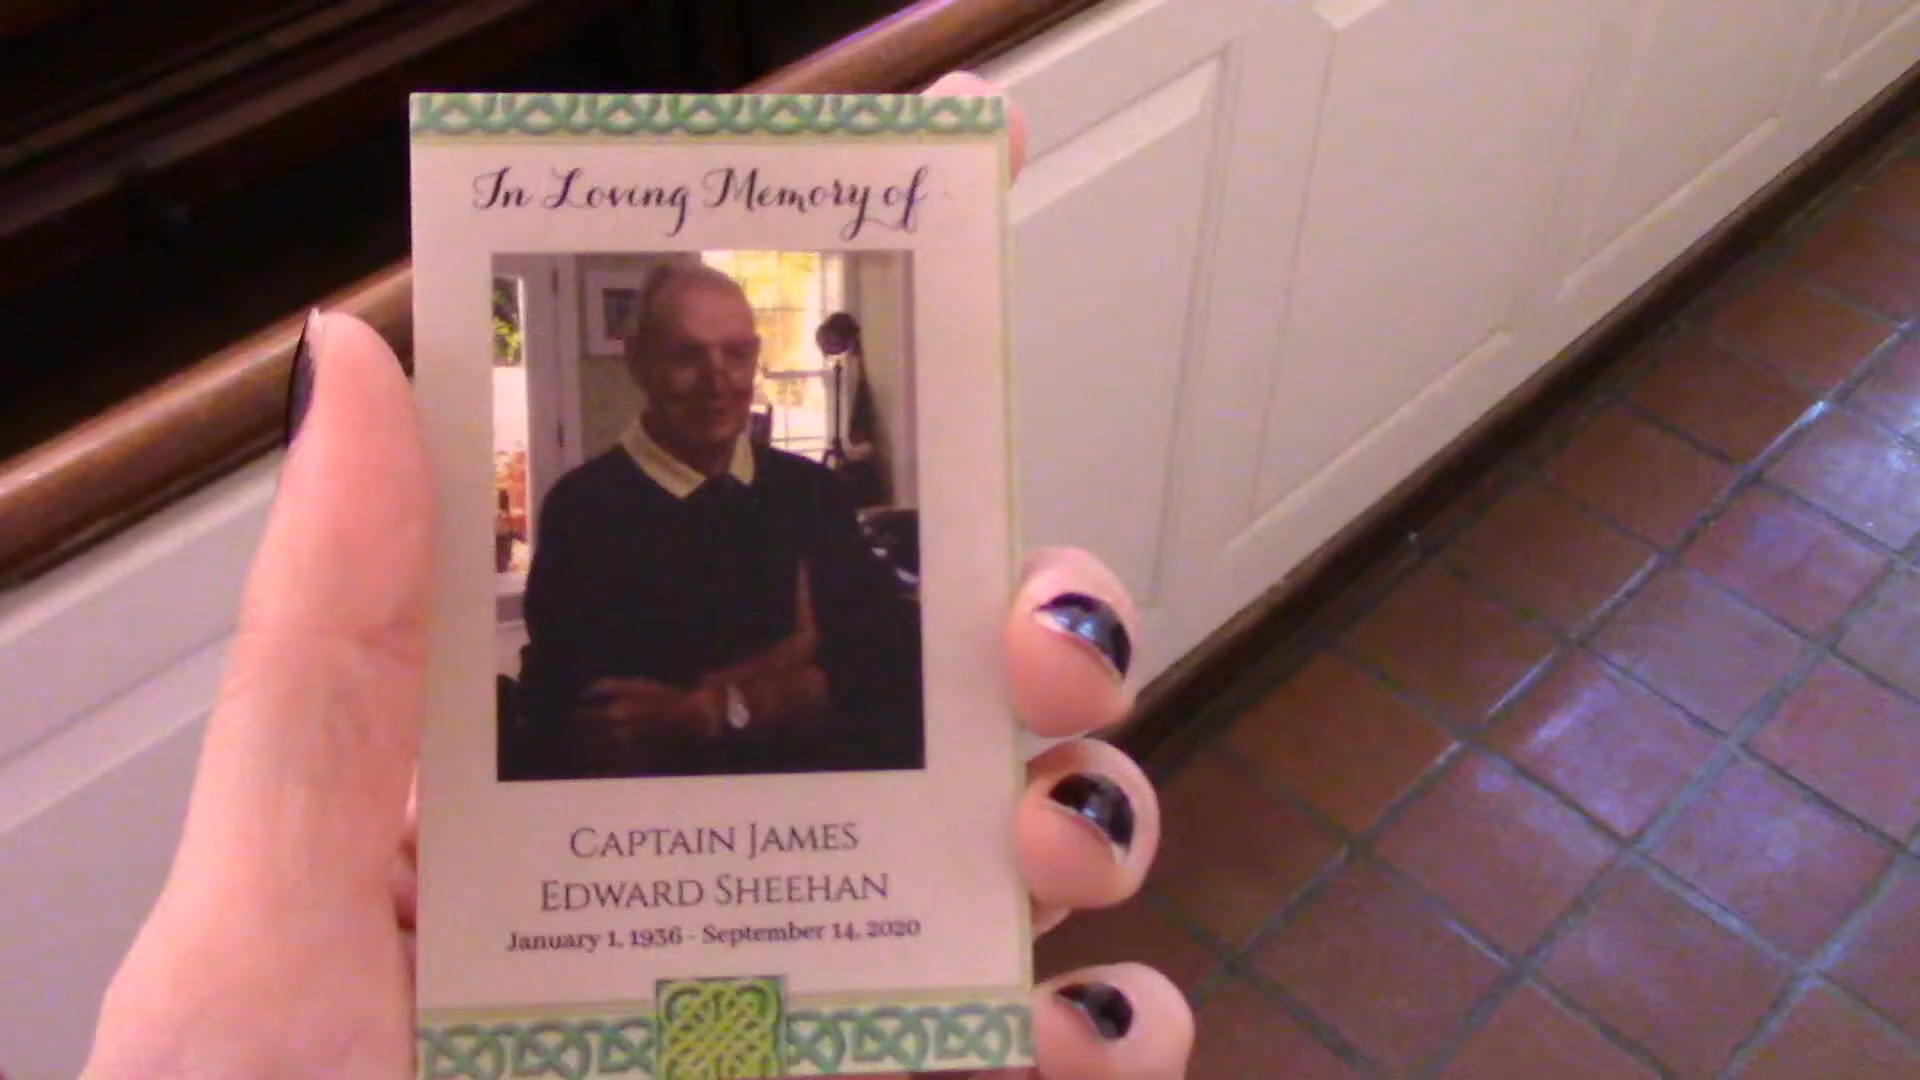 In Loving Memory of
CAPTAIN JAMES
EDWARD SHEEHAN
January 1, 1936 - September 14, 2020